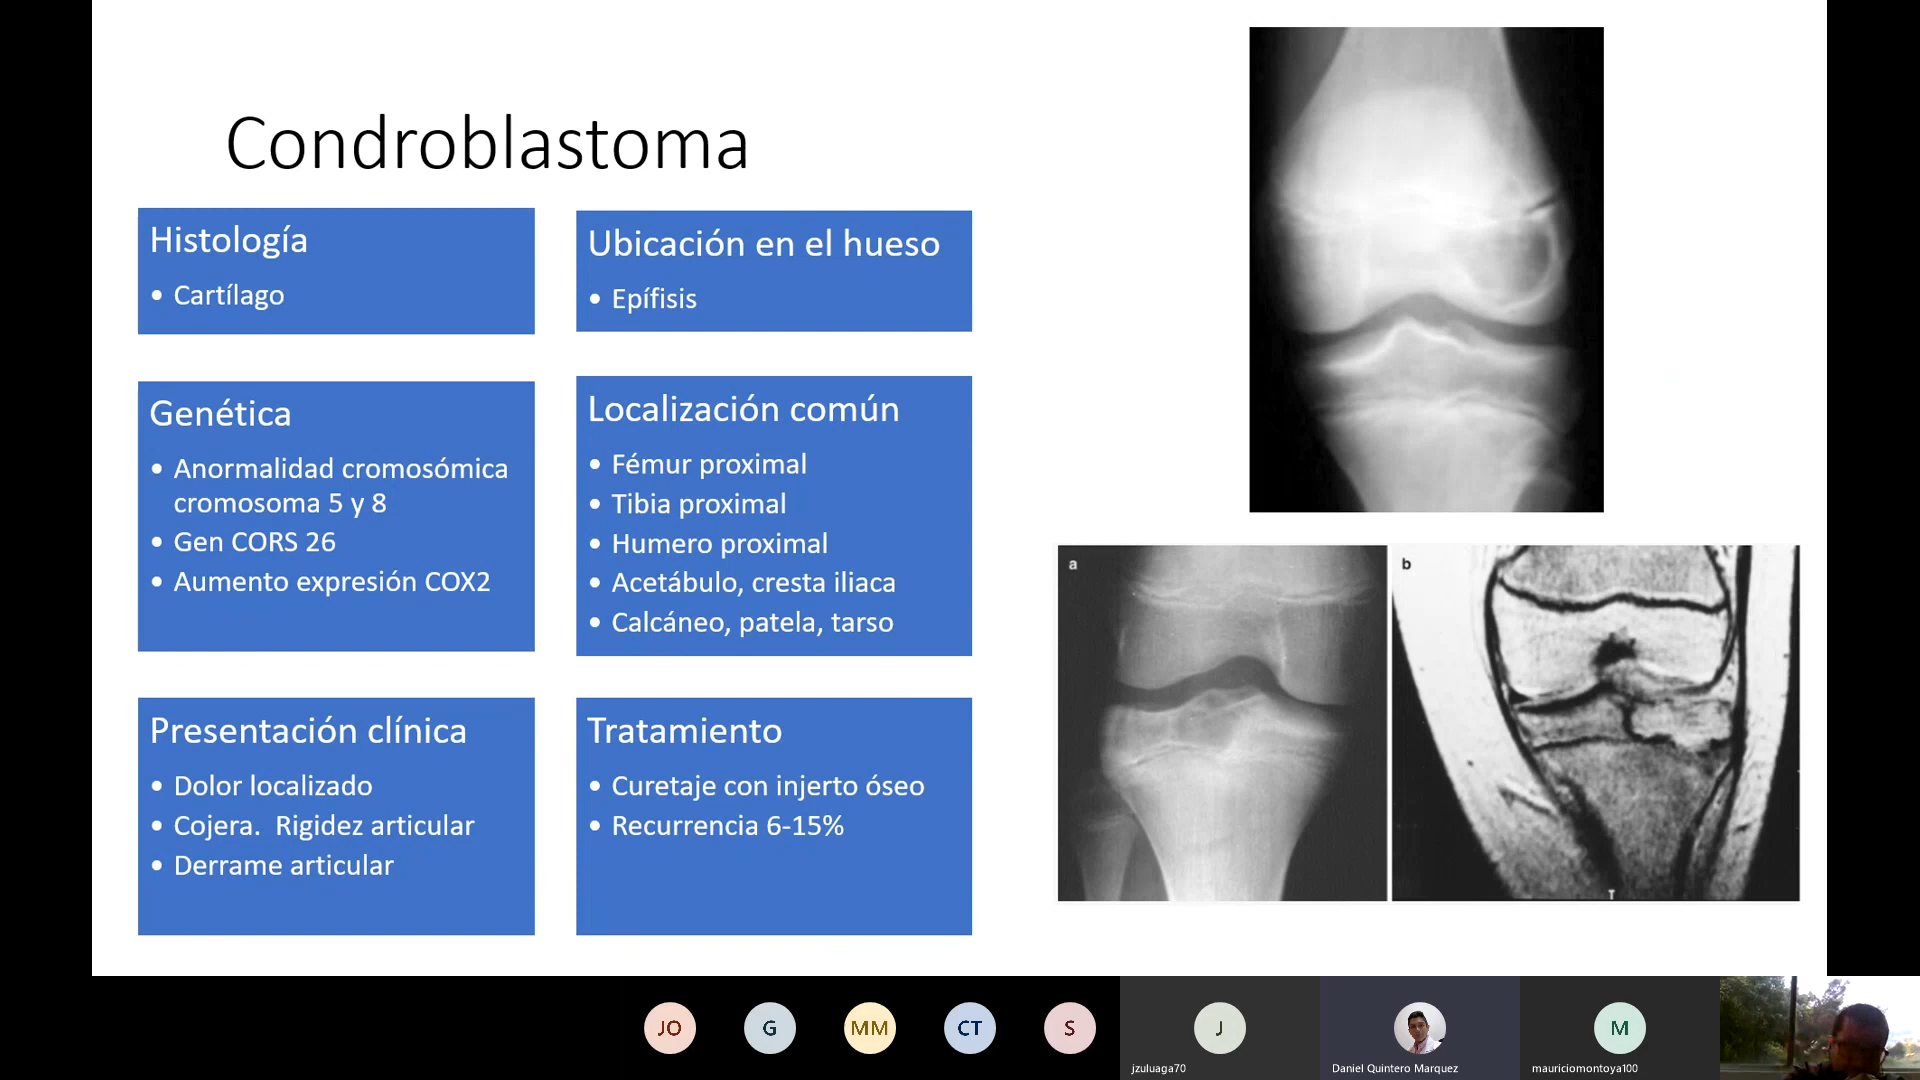 Condroblastoma
Histología
• Cartílago
Ubicación en el hueso
• Epífisis
Genética
• Anormalidad cromosómica
cromosoma 5 y 8
• Gen CORS 26
• Aumento expresión COX2
Localización común
• Fémur proximal
• Tibia proximal
• Humero proximal
• Acetábulo, cresta iliaca
• Calcáneo, patela, tarso
Presentación clínica
• Dolor localizado
• Cojera.  Rigidez articular
• Derrame articular
Tratamiento
• Curetaje con injerto óseo
• Recurrencia 6-15%
a
b
T
JO
G
MM
CT
S
J
M
jzuluaga70
Daniel Quintero Marquez
mauriciomontoya100